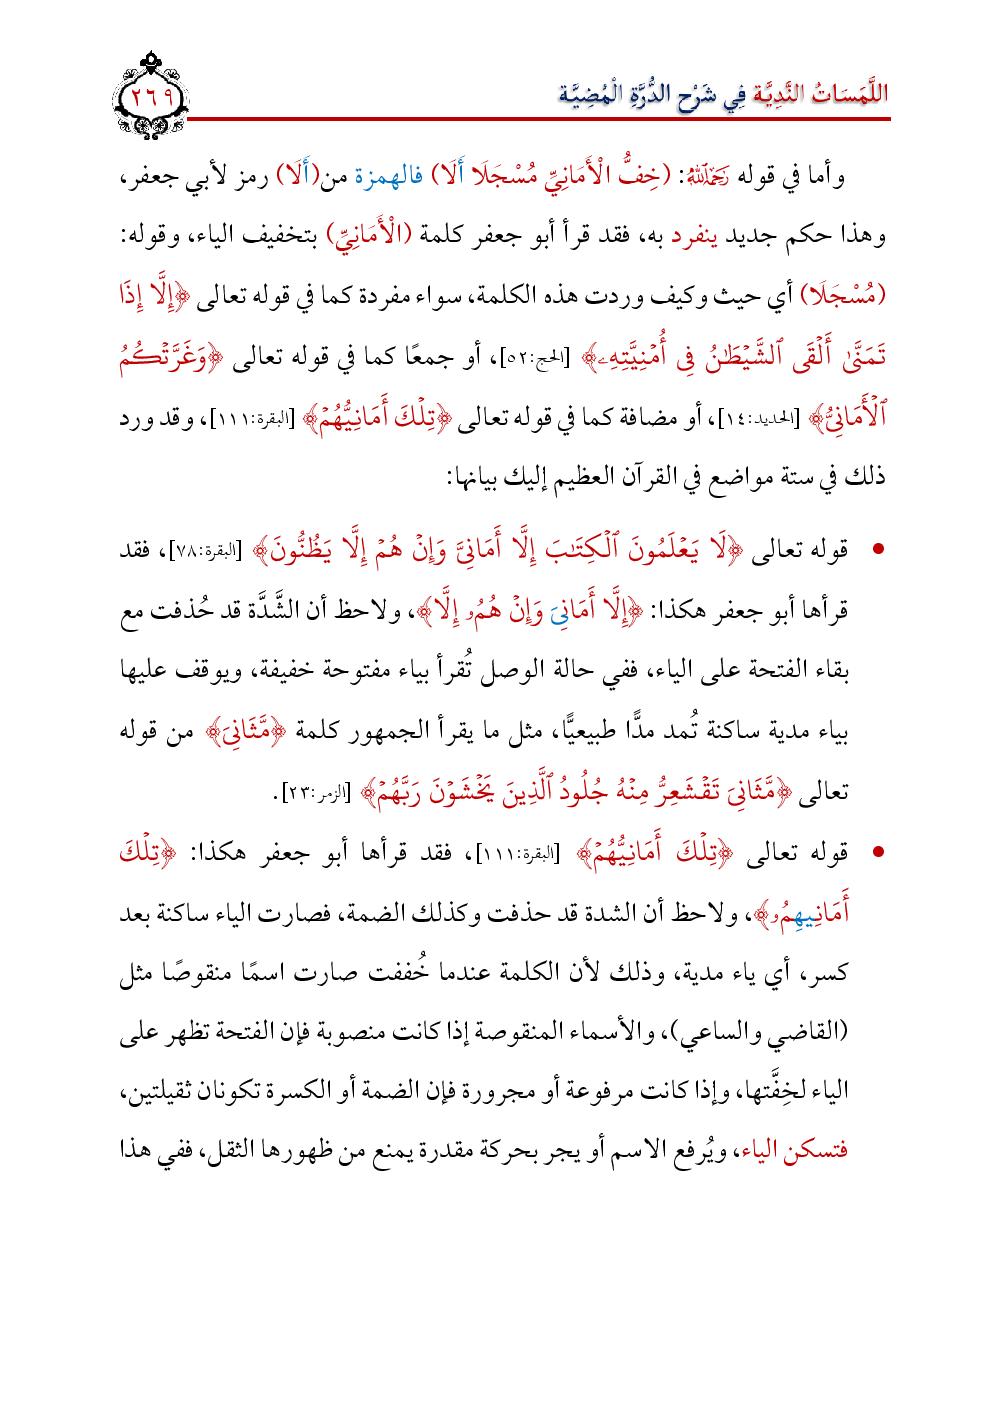 اللَّمَسَاتُ النَّدِيَّة فِي شَرْحِ الدُّرَّةِ الْمُضِيَّة
٢٦٩
وأما في قوله رَحِمَهُ ٱللَّهُ: (خِفُّ الْأَمَانِيِّ مُسْجَلَا أَلَا) فالهمزة من(أَلَا) رمز لأبي جعفر،
وهذا حكم جديد ينفرد به، فقد قرأ أبو جعفر كلمة (الْأَمَانِيِّ) بتخفيف الياء، وقوله:
(مُسْجَلَا) أي حيث وكيف وردت هذه الكلمة، سواء مفردة كما في قوله تعالى ﴿إِلَّا إِذَا
تَمَنَّىٰ أَلْقَى ٱلشَّيْطَـٰنُ فِى أُمْنِيَّتِهِۦ﴾ [الحج:٥٢]، أو جمعًا كما في قوله تعالى ﴿وَغَرَّتْكُمُ
ٱلْأَمَانِىُّ﴾ [الحديد:١٤]، أو مضافة كما في قوله تعالى ﴿تِلْكَ أَمَانِيُّهُمْ﴾ [البقرة:١١١]، وقد ورد
ذلك في ستة مواضع في القرآن العظيم إليك بيانها:
• قوله تعالى ﴿لَا يَعْلَمُونَ ٱلْكِتَـٰبَ إِلَّا أَمَانِىَّ وَإِنْ هُمْ إِلَّا يَظُنُّونَ﴾ [البقرة:٧٨]، فقد
قرأها أبو جعفر هكذا: ﴿إِلَّا أَمَانِىَ وَإِنْ هُمُۥ إِلَّا﴾، ولاحظ أن الشَّدَّة قد حُذفت مع
بقاء الفتحة على الياء، ففي حالة الوصل تُقرأ بياء مفتوحة خفيفة، ويوقف عليها
بياء مدية ساكنة تُمد مدًّا طبيعيًّا، مثل ما يقرأ الجمهور كلمة ﴿مَّثَانِىَ﴾ من قوله
تعالى ﴿مَّثَانِىَ تَقْشَعِرُّ مِنْهُ جُلُودُ ٱلَّذِينَ يَخْشَوْنَ رَبَّهُمْ﴾ [الزمر:٢٣].
• قوله تعالى ﴿تِلْكَ أَمَانِيُّهُمْ﴾ [البقرة:١١١]، فقد قرأها أبو جعفر هكذا: ﴿تِلْكَ
أَمَانِيهِمُۥ﴾، ولاحظ أن الشدة قد حذفت وكذلك الضمة، فصارت الياء ساكنة بعد
كسر، أي ياء مدية، وذلك لأن الكلمة عندما خُففت صارت اسمًا منقوصًا مثل
(القاضي والساعي)، والأسماء المنقوصة إذا كانت منصوبة فإن الفتحة تظهر على
الياء لخِفَّتها، وإذا كانت مرفوعة أو مجرورة فإن الضمة أو الكسرة تكونان ثقيلتين،
فتسكن الياء، ويُرفع الاسم أو يجر بحركة مقدرة يمنع من ظهورها الثقل، ففي هذا